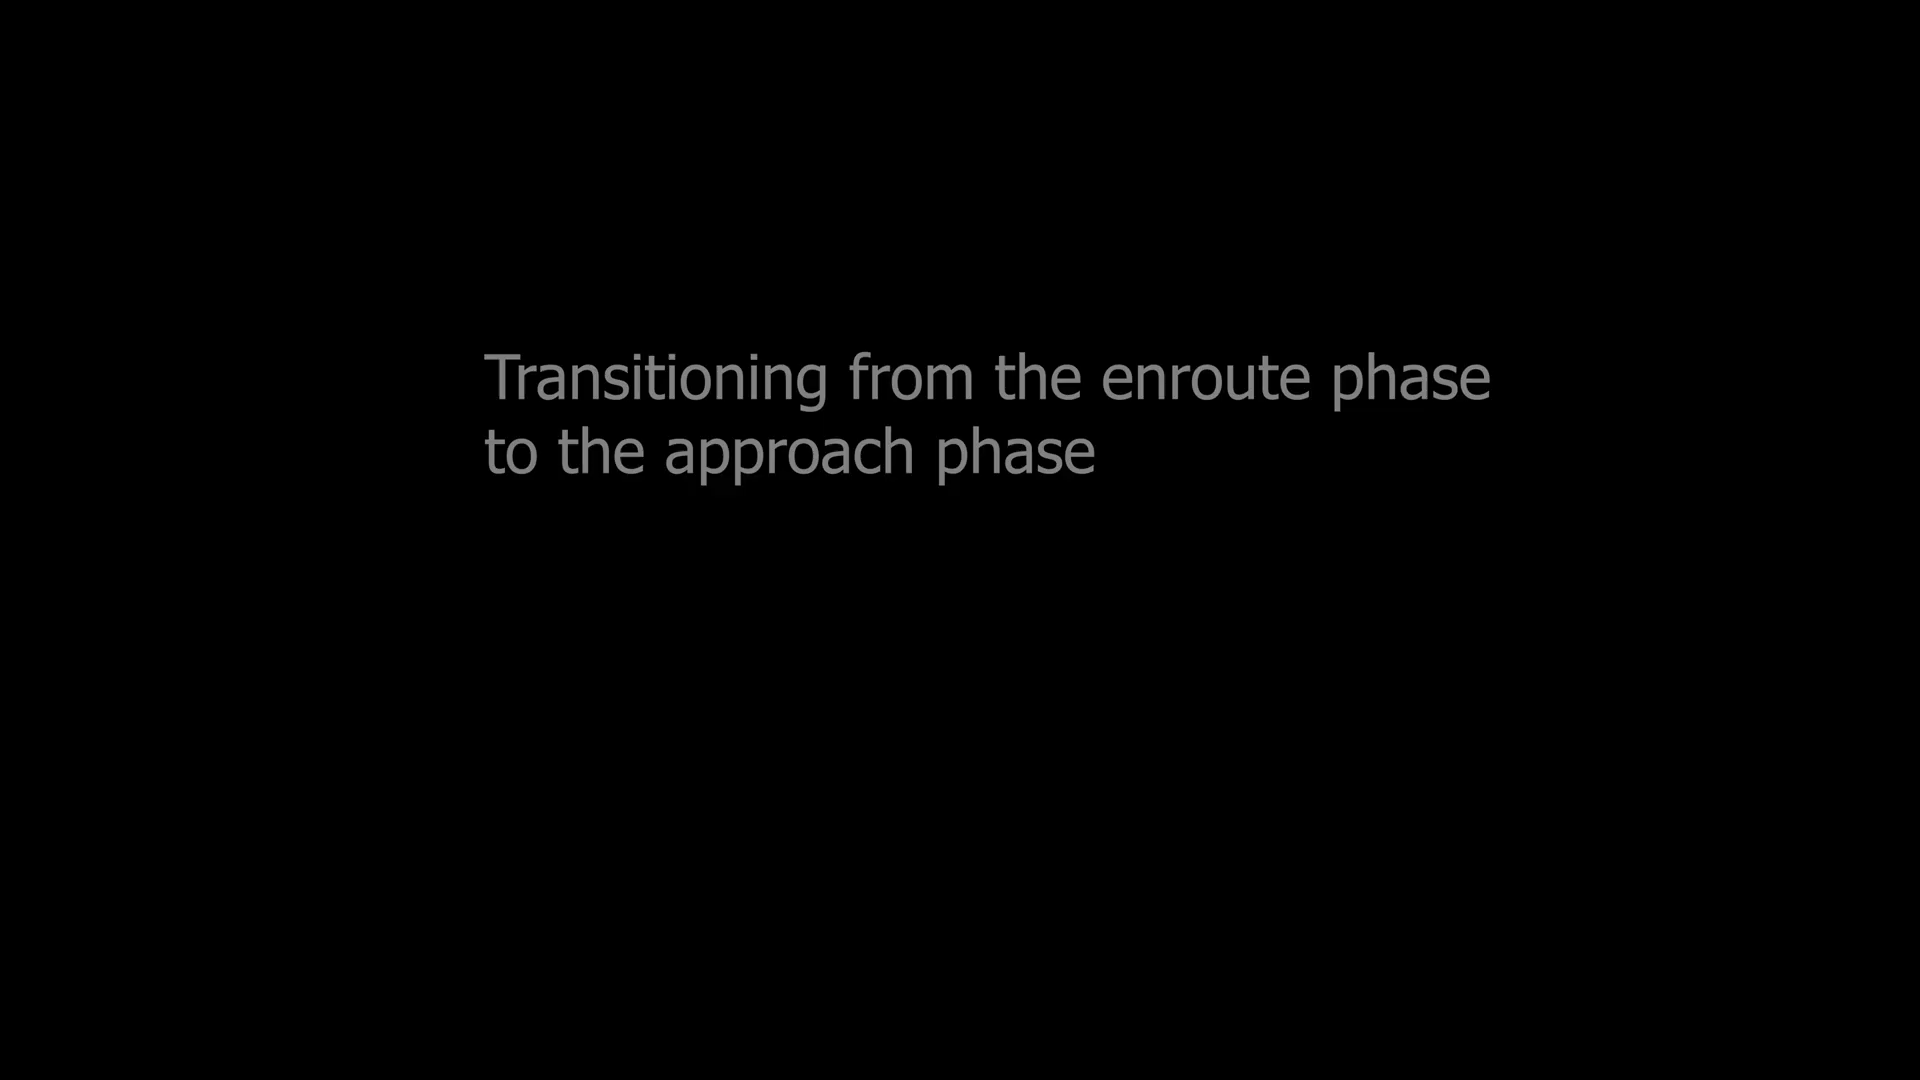 Transitioning from the enroute phase
to the approach phase